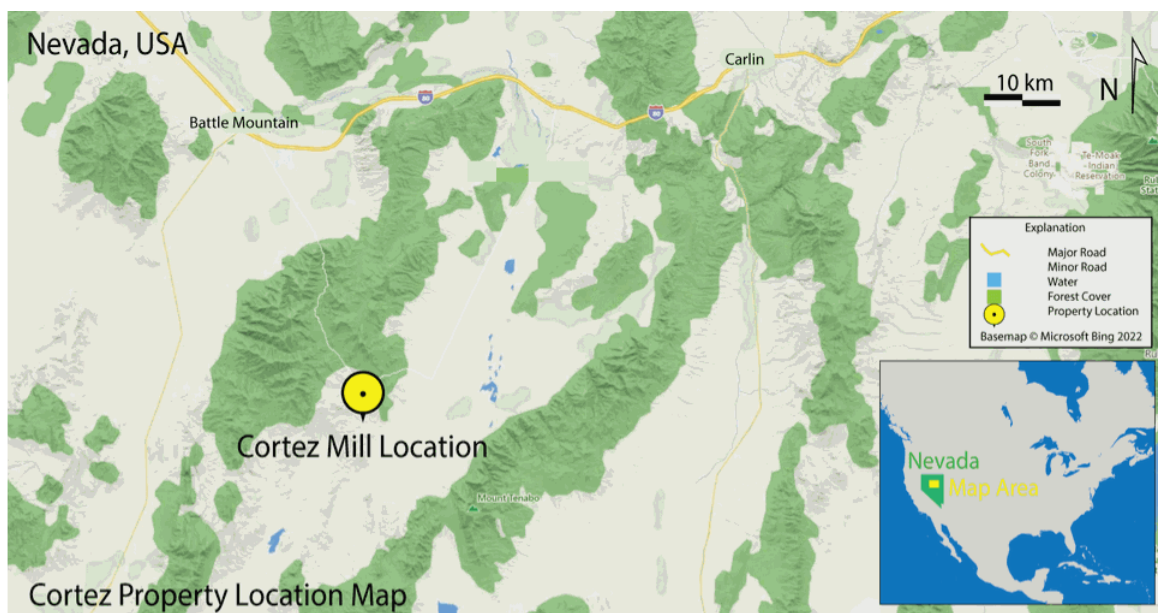 Nevada, USA
Carlin
10 km
N
80
Battle Mountain
80
South
Fork
Band
Colony
Te-Moak
Indian
Reservation
Explanation
Major Road
Minor Road
Water
Forest Cover
Property Location
Basemap © Microsoft Bing 2022
Cortez Mill Location
Nevada
Map Area
Mount Tenabo
Cortez Property Location Map